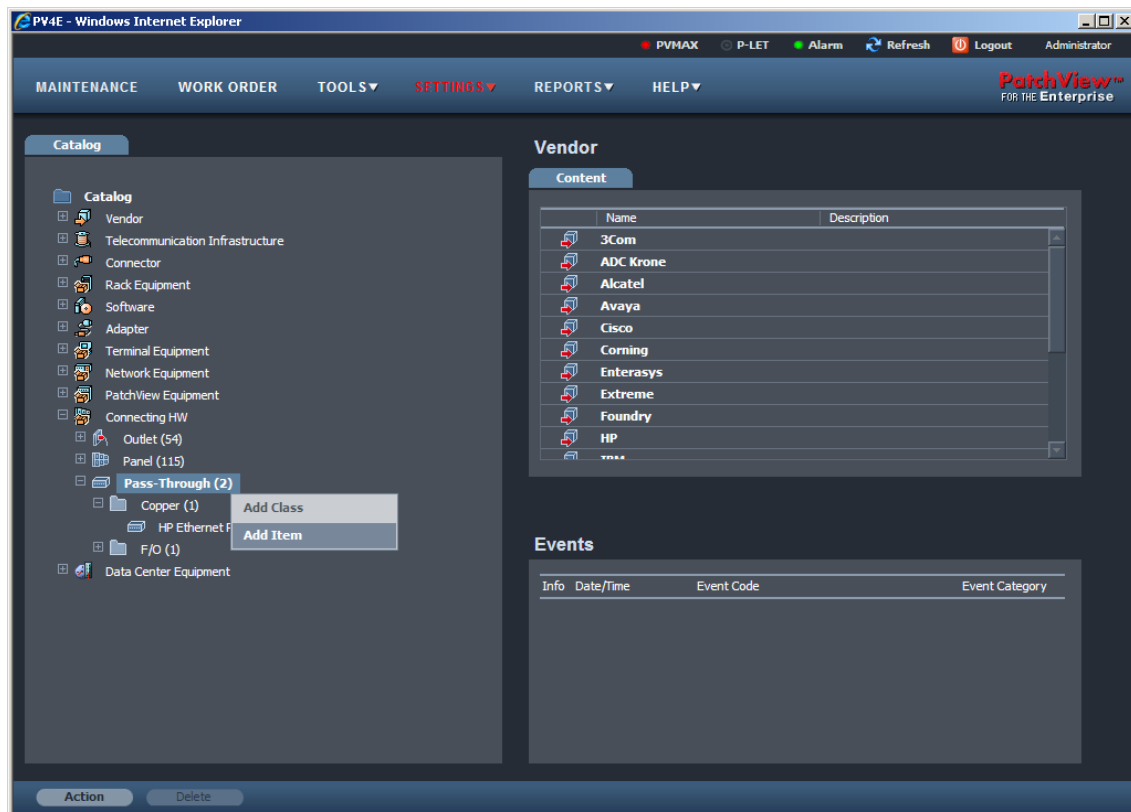 PV4E - Windows Internet Explorer
PVMAX P-LET Alarm Refresh Logout Administrator
MAINTENANCE WORK ORDER TOOLS▼ SETTINGS▼ REPORTS▼ HELP▼
PatchView™
FOR THE Enterprise
Catalog
Catalog
Vendor
Telecommunication Infrastructure
Connector
Rack Equipment
Software
Adapter
Terminal Equipment
Network Equipment
PatchView Equipment
Connecting HW
Outlet (54)
Panel (115)
Pass-Through (2)
Copper (1)
HP Ethernet
F/O (1)
Data Center Equipment
Add Class
Add Item
Vendor
Content
Name Description
3Com
ADC Krone
Alcatel
Avaya
Cisco
Corning
Enterasys
Extreme
Foundry
HP
IBM
Events
Info Date/Time Event Code Event Category
Action Delete